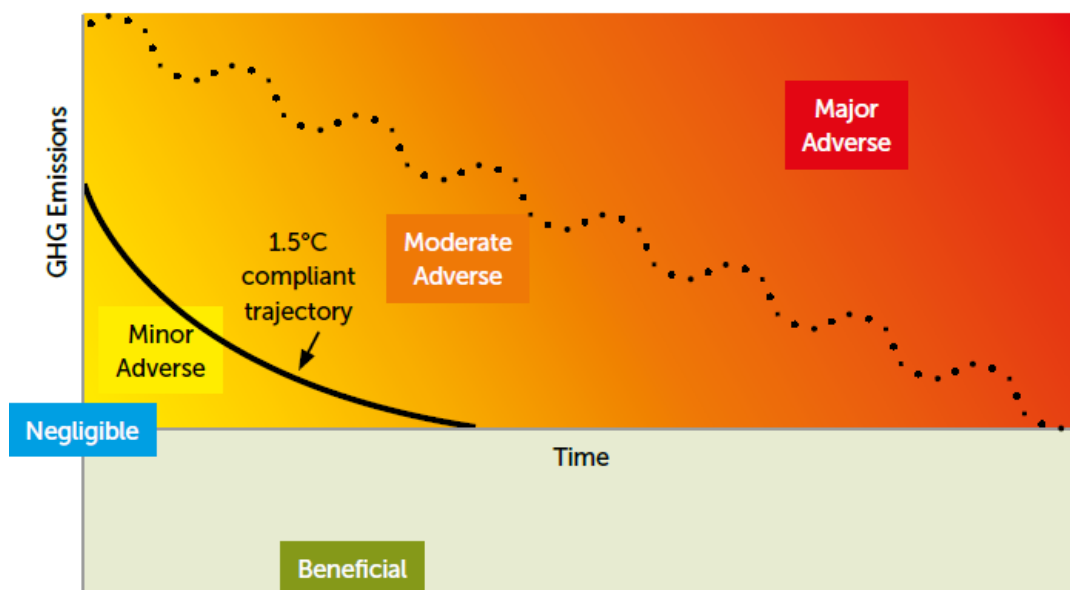 GHG Emissions
Major
Adverse
1.5°C
compliant
trajectory
Moderate
Adverse
Minor
Adverse
Negligible
Time
Beneficial